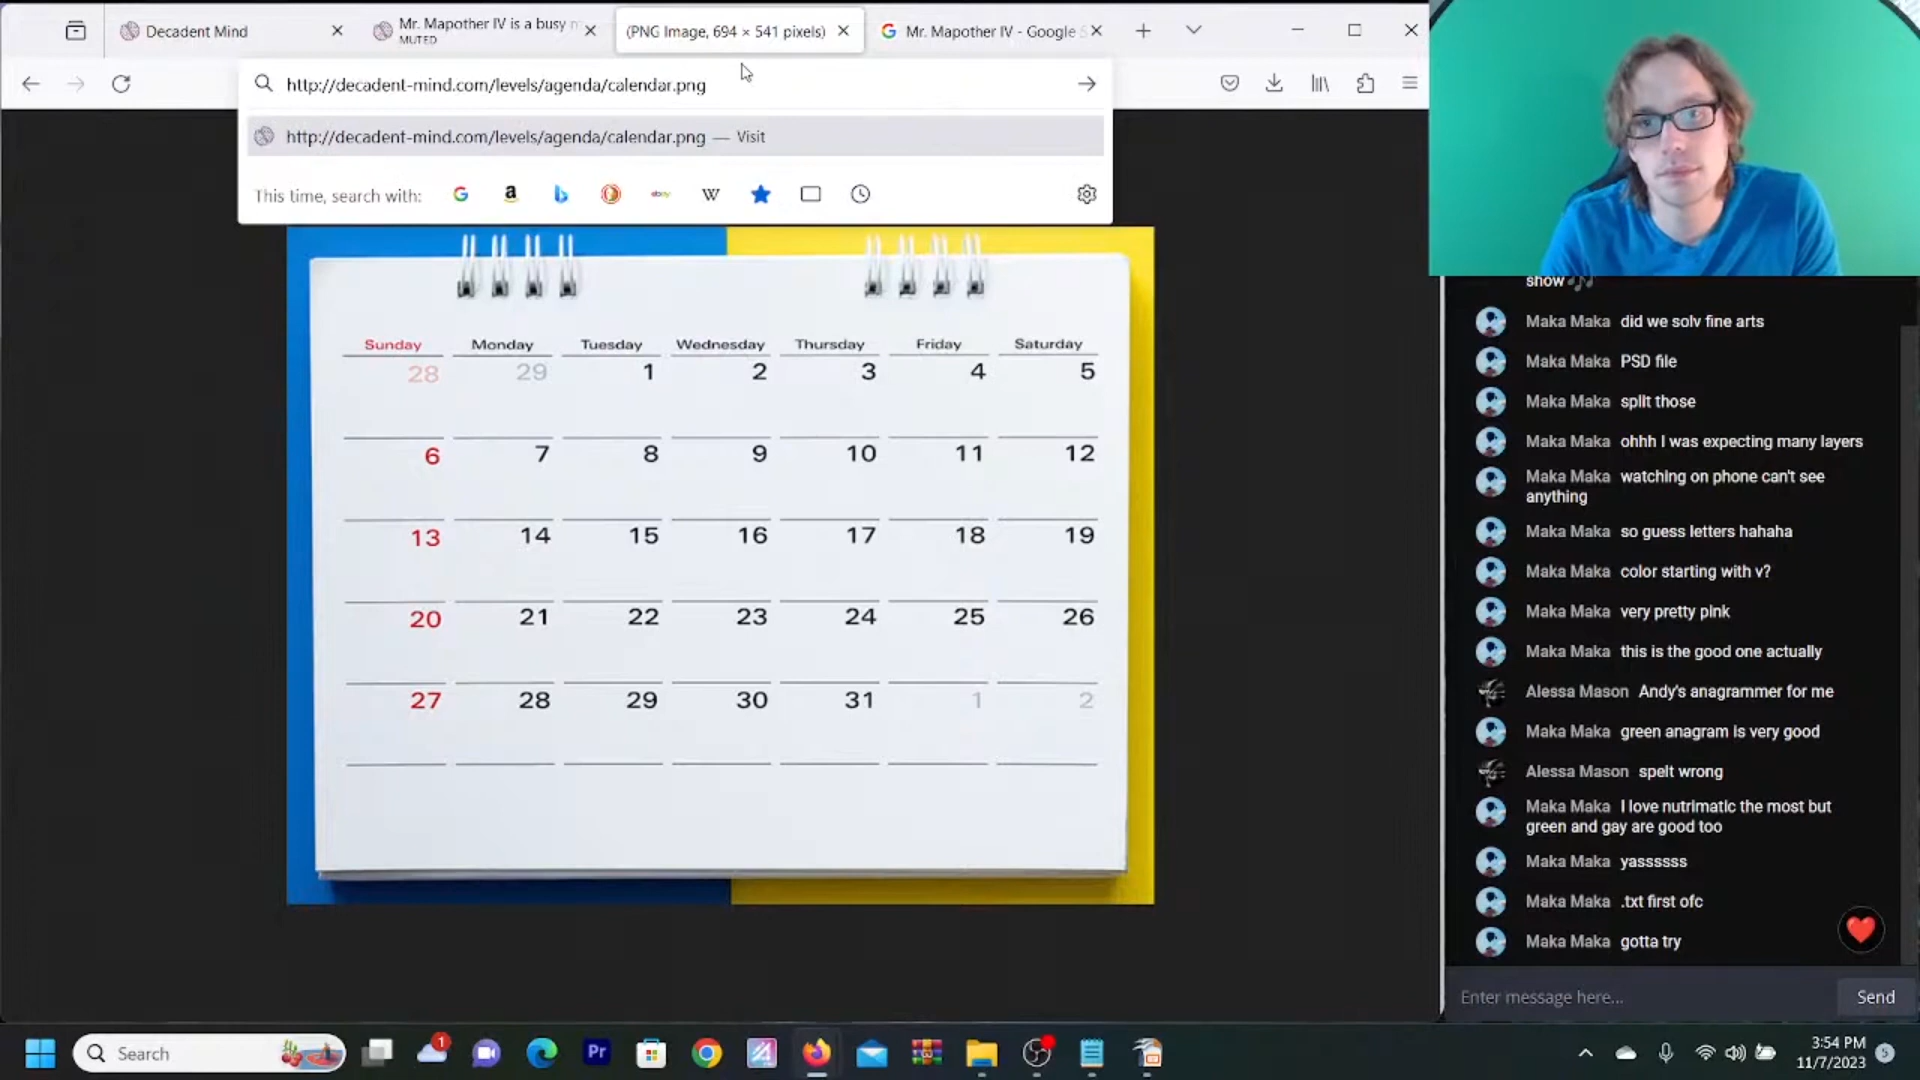 Decadent Mind
Mr. Mapother IV is a busy
MUTED
(PNG Image, 694 × 541 pixels)
Mr. Mapother IV - Google
http://decadent-mind.com/levels/agenda/calendar.png
http://decadent-mind.com/levels/agenda/calendar.png — Visit
This time, search with:
Sunday Monday Tuesday Wednesday Thursday Friday Saturday
28 29 1 2 3 4 5
6 7 8 9 10 11 12
13 14 15 16 17 18 19
20 21 22 23 24 25 26
27 28 29 30 31 1 2
show
Maka Maka did we solv fine arts
Maka Maka PSD file
Maka Maka split those
Maka Maka ohhh I was expecting many layers
Maka Maka watching on phone can't see
anything
Maka Maka so guess letters hahaha
Maka Maka color starting with v?
Maka Maka very pretty pink
Maka Maka this is the good one actually
Alessa Mason Andy's anagrammer for me
Maka Maka green anagram is very good
Alessa Mason spelt wrong
Maka Maka I love nutrimatic the most but
green and gay are good too
Maka Maka yassssss
Maka Maka .txt first ofc
Maka Maka gotta try
Enter message here... Send
Search
1
Pr
3:54 PM
11/7/2023
5